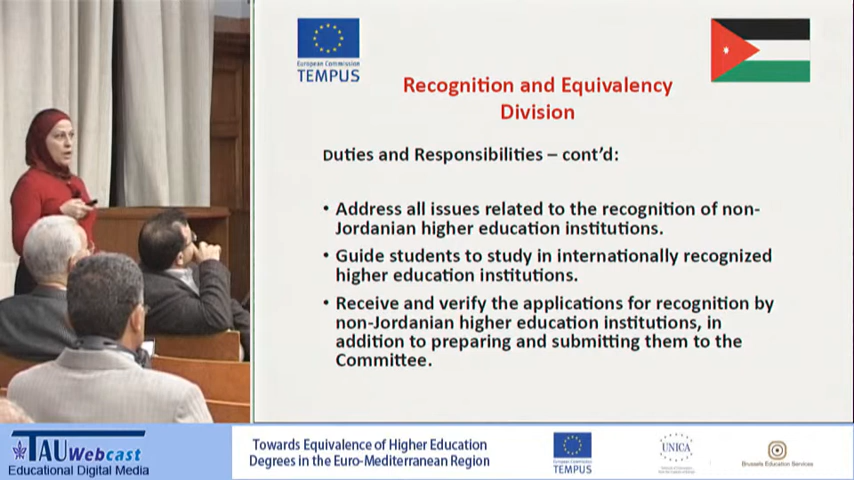 European Commission
TEMPUS
Recognition and Equivalency
Division
Duties and Responsibilities – cont'd:
• Address all issues related to the recognition of non-
Jordanian higher education institutions.
• Guide students to study in internationally recognized
higher education institutions.
• Receive and verify the applications for recognition by
non-Jordanian higher education institutions, in
addition to preparing and submitting them to the
Committee.
TAU Webcast
Educational Digital Media
Towards Equivalence of Higher Education
Degrees in the Euro-Mediterranean Region
European Commission
TEMPUS
UNICA
Brussels Education Services